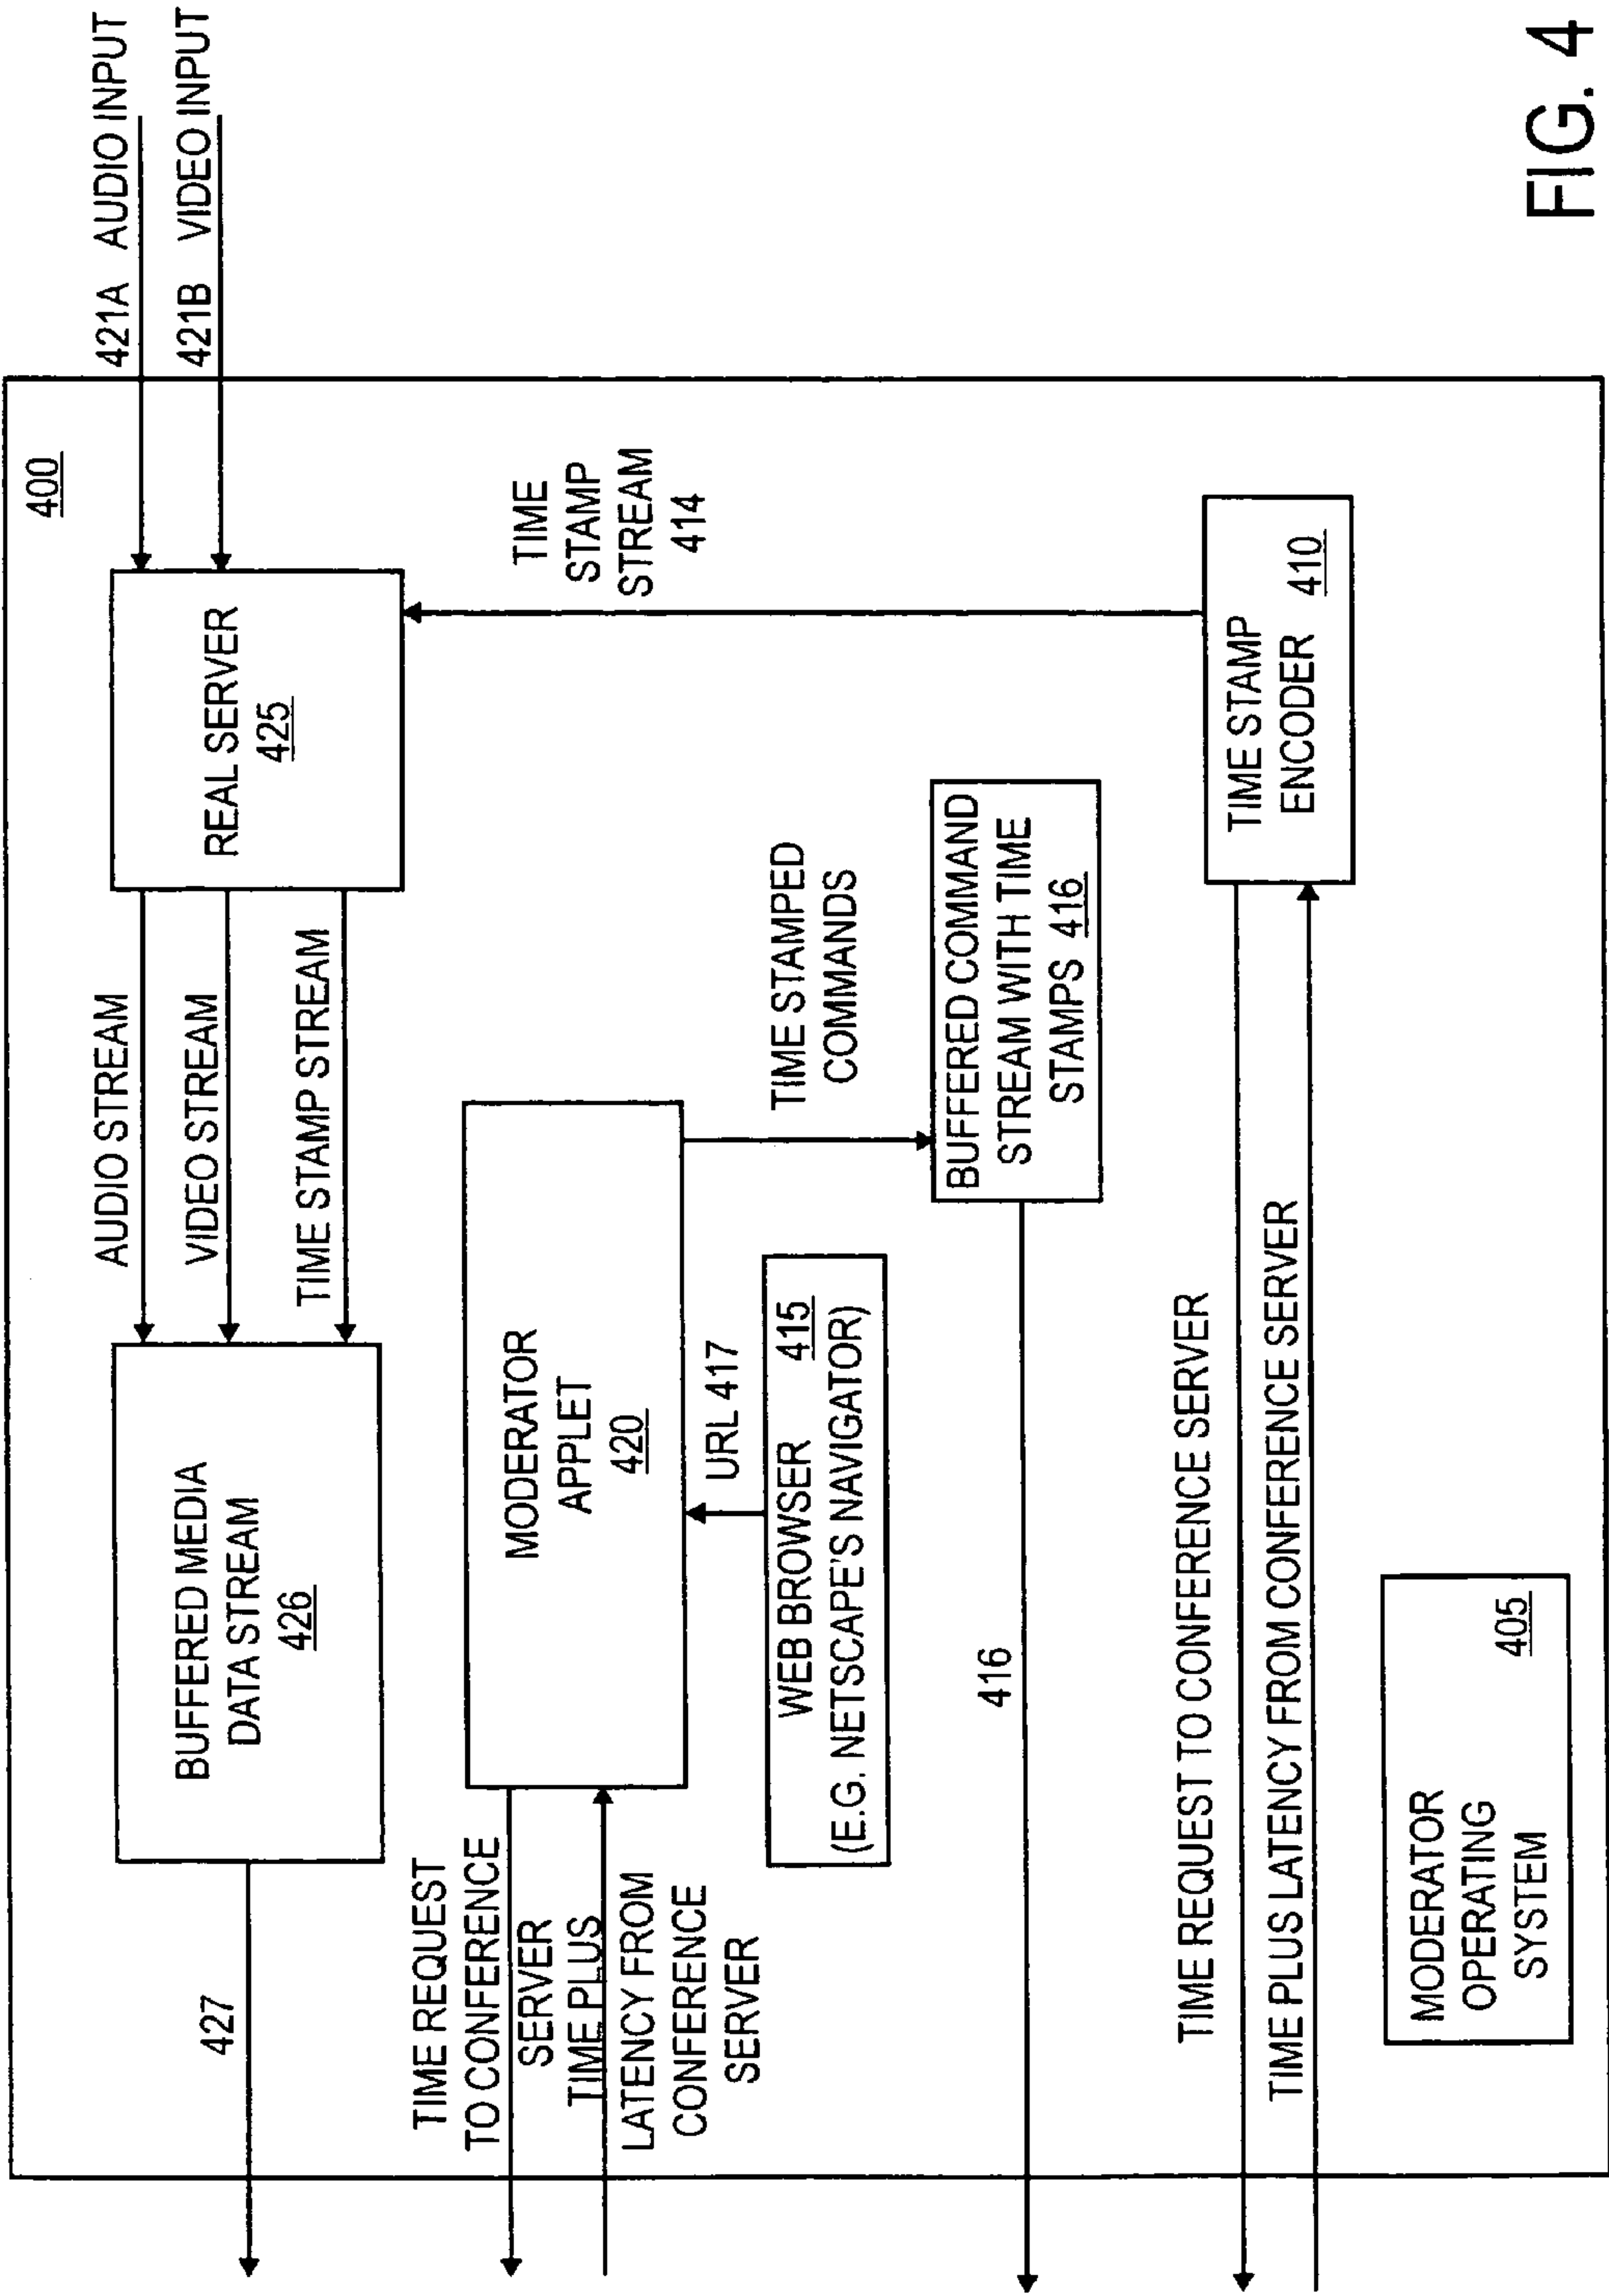 400
421A AUDIO INPUT
421B VIDEO INPUT
REAL SERVER
425
AUDIO STREAM
VIDEO STREAM
TIME STAMP STREAM
BUFFERED MEDIA
DATA STREAM
426
427
TIME
STAMP
STREAM
414
MODERATOR
APPLET
420
TIME REQUEST
TO CONFERENCE
SERVER
TIME PLUS
LATENCY FROM
CONFERENCE
SERVER
URL 417
WEB BROWSER 415
(E.G. NETSCAPE'S NAVIGATOR)
TIME STAMPED
COMMANDS
BUFFERED COMMAND
STREAM WITH TIME
STAMPS 416
416
TIME STAMP
ENCODER 410
TIME REQUEST TO CONFERENCE SERVER
TIME PLUS LATENCY FROM CONFERENCE SERVER
MODERATOR
OPERATING
SYSTEM
405
FIG. 4